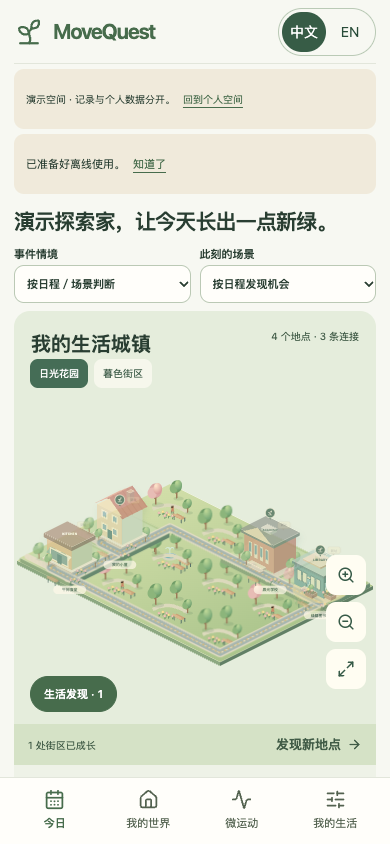 MoveQuest
中文
EN
演示空间 · 记录与个人数据分开。 回到个人空间
已准备好离线使用。 知道了
演示探索家，让今天长出一点新绿。
事件情境
此刻的场景
按日程 / 场景判断
按日程发现机会
我的生活城镇
4 个地点 · 3 条连接
日光花园
暮色街区
生活发现 · 1
1 处街区已成长
发现新地点 →
今日
我的世界
微运动
我的生活